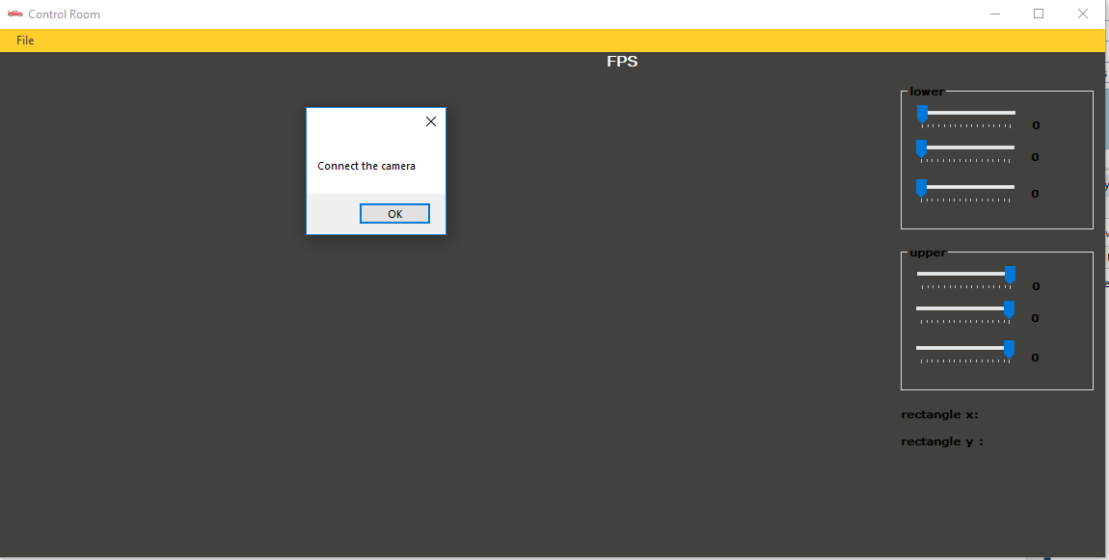 Control Room
File
FPS
Connect the camera
OK
lower
0
0
0
upper
0
0
0
rectangle x:
rectangle y :